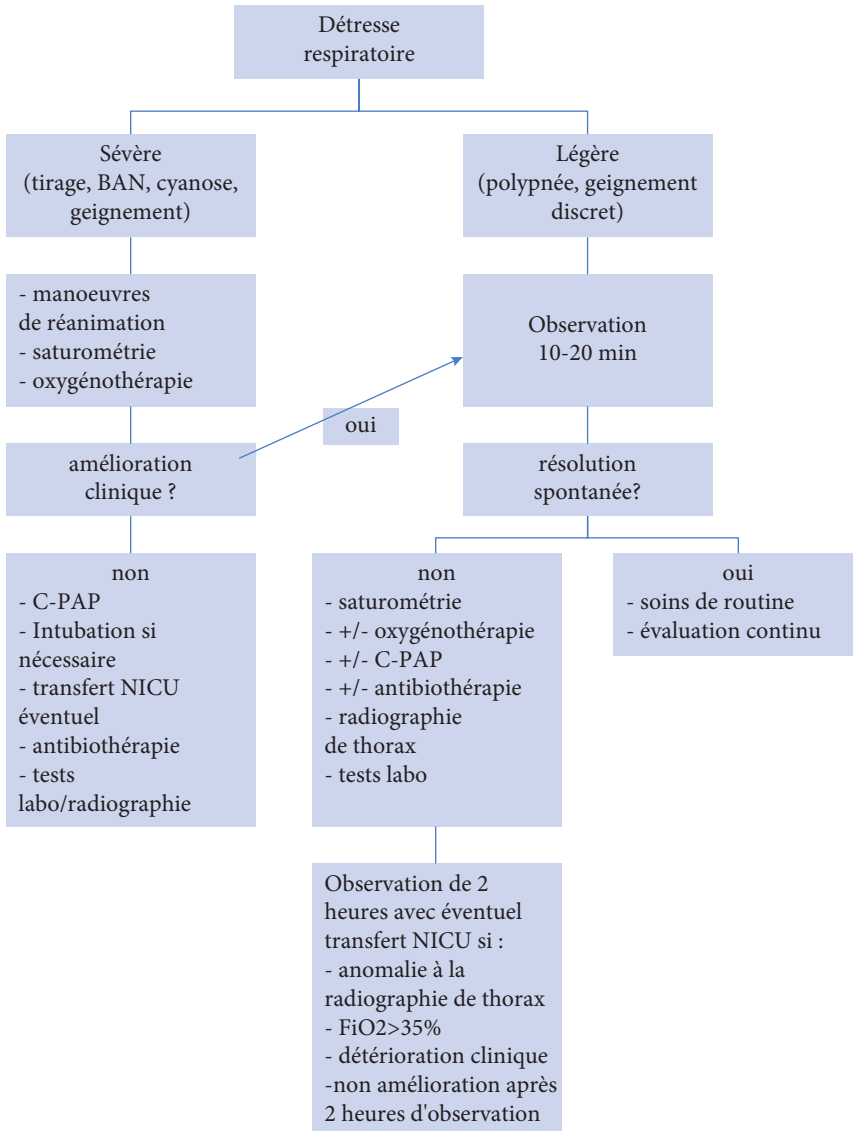 Détresse
respiratoire
Sévère
(tirage, BAN, cyanose,
geignement)
Légère
(polypnée, geignement
discret)
- manoeuvres
de réanimation
- saturométrie
- oxygénothérapie
Observation
10-20 min
oui
amélioration
clinique ?
résolution
spontanée?
non
- C-PAP
- Intubation si
nécessaire
- transfert NICU
éventuel
- antibiothérapie
- tests
labo/radiographie
non
- saturométrie
- +/- oxygénothérapie
- +/- C-PAP
- +/- antibiothérapie
- radiographie
de thorax
- tests labo
oui
- soins de routine
- évaluation continu
Observation de 2
heures avec éventuel
transfert NICU si :
- anomalie à la
radiographie de thorax
- FiO2>35%
- détérioration clinique
-non amélioration après
2 heures d'observation